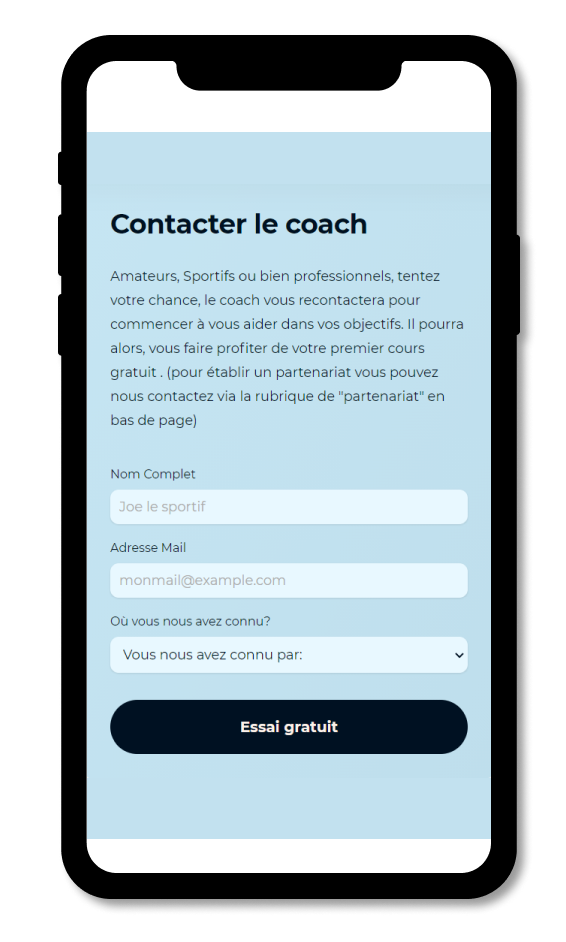 Contacter le coach
Amateurs, Sportifs ou bien professionnels, tentez
votre chance, le coach vous recontactera pour
commencer à vous aider dans vos objectifs. Il pourra
alors, vous faire profiter de votre premier cours
gratuit . (pour établir un partenariat vous pouvez
nous contactez via la rubrique de "partenariat" en
bas de page)
Nom Complet
Joe le sportif
Adresse Mail
monmail@example.com
Où vous nous avez connu?
Vous nous avez connu par:
Essai gratuit